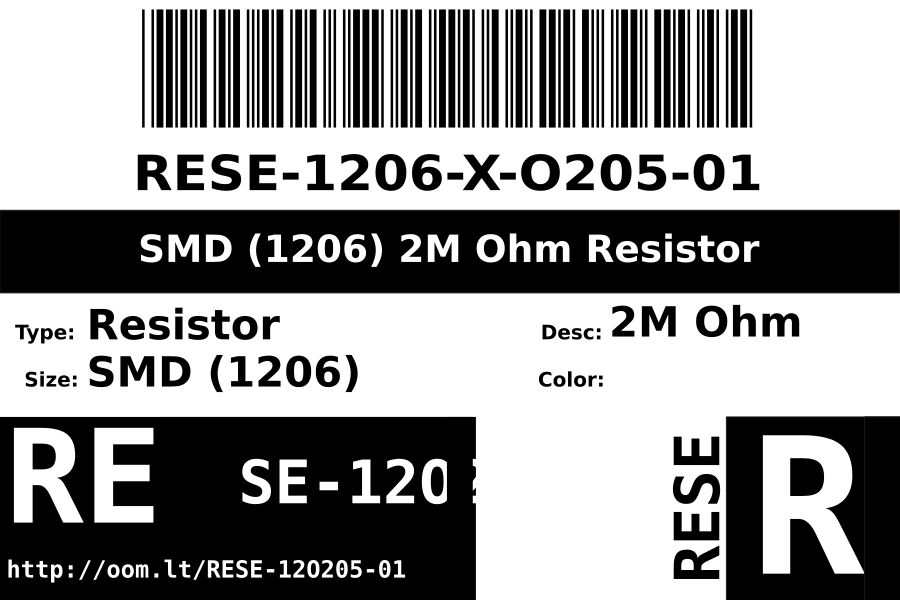 RESE-1206-X-O205-01
SMD (1206) 2M Ohm Resistor
Type: Resistor
Desc: 2M Ohm
Size: SMD (1206)
Color:
RE
SE-120
RESE
R
http://oom.lt/RESE-120205-01